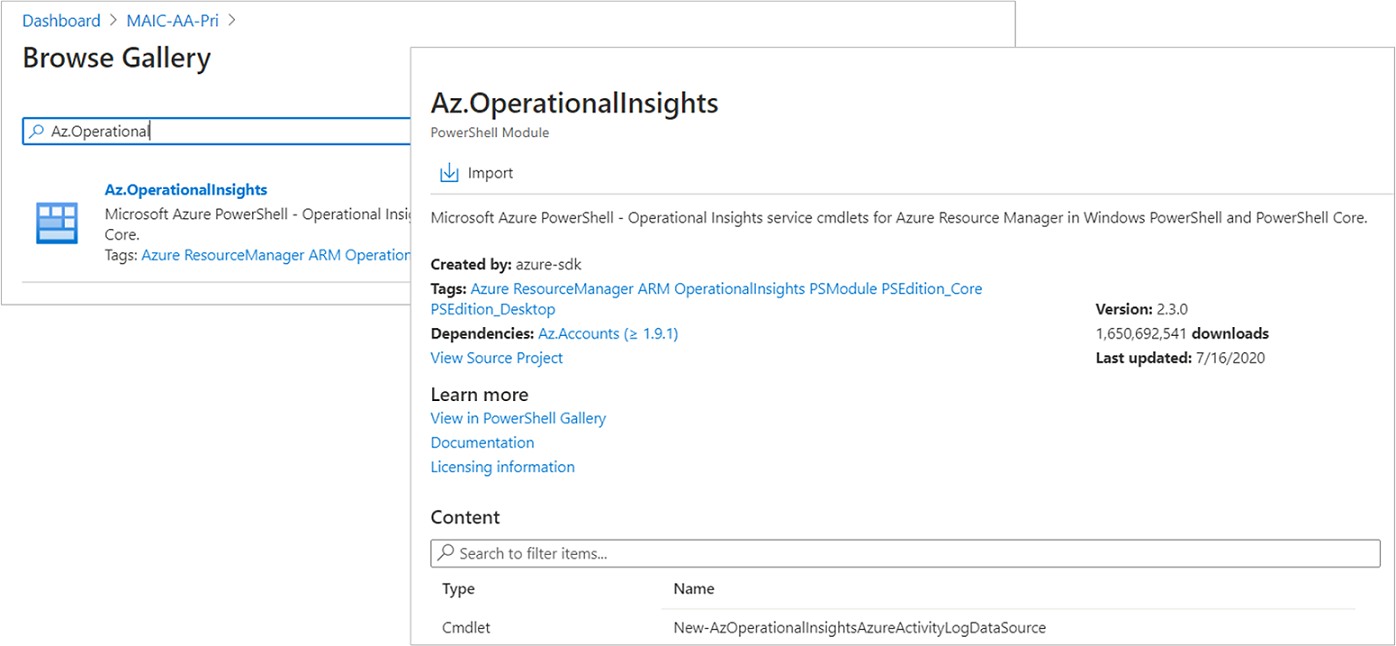 Dashboard > MAIC-AA-Pri >
Browse Gallery
Az.Operational
Az.OperationalInsights
Microsoft Azure PowerShell - Operational Insi
Core.
Tags: Azure ResourceManager ARM Operation
Az.OperationalInsights
PowerShell Module
Import
Microsoft Azure PowerShell - Operational Insights service cmdlets for Azure Resource Manager in Windows PowerShell and PowerShell Core.
Created by: azure-sdk
Tags: Azure ResourceManager ARM OperationalInsights PSModule PSEdition_Core
PSEdition_Desktop
Dependencies: Az.Accounts (≥ 1.9.1)
View Source Project
Version: 2.3.0
1,650,692,541 downloads
Last updated: 7/16/2020
Learn more
View in PowerShell Gallery
Documentation
Licensing information
Content
Search to filter items...
Type Name
Cmdlet New-AzOperationalInsightsAzureActivityLogDataSource